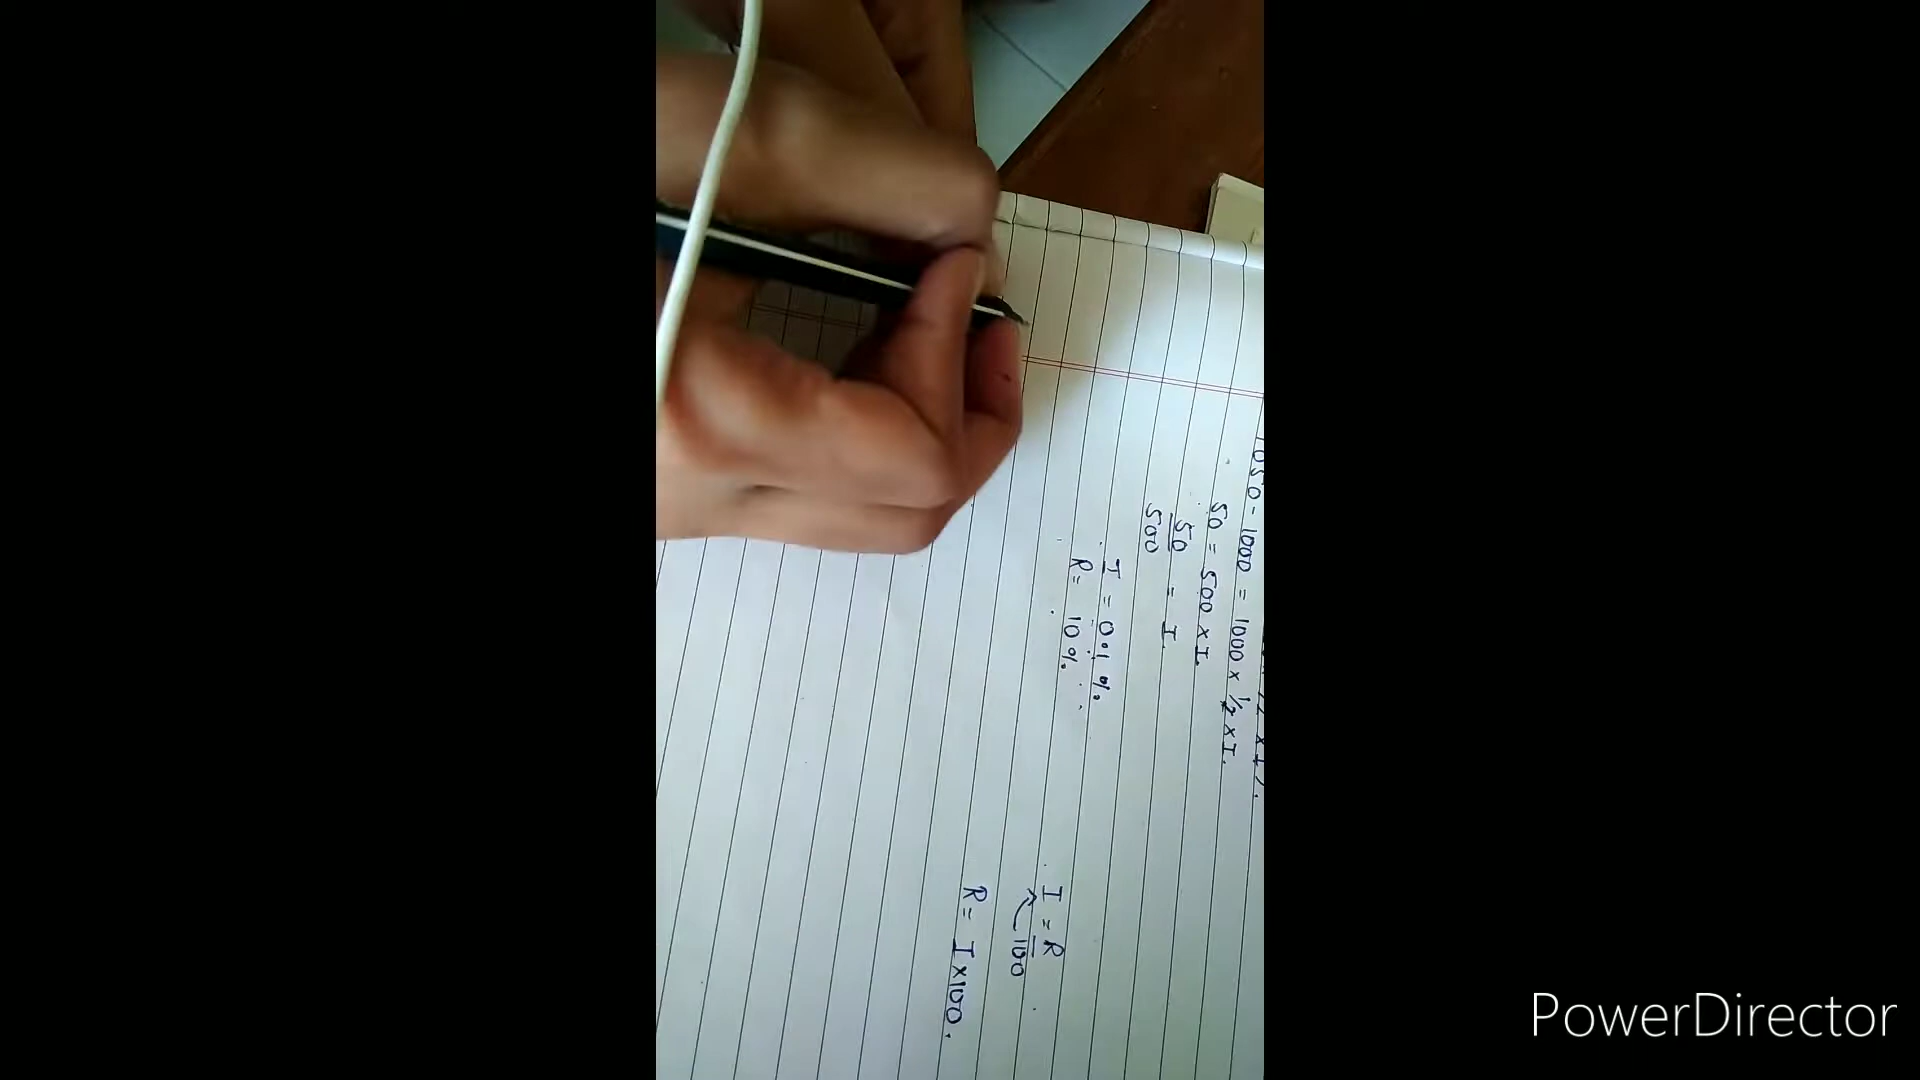 1050 - 1000 = 1000 x 1/2 x I.
50 = 500 x I.
50/500 = I.
I = 0.1 %.
R = 10 %.
I = R/100
R = I x 100.
PowerDirector